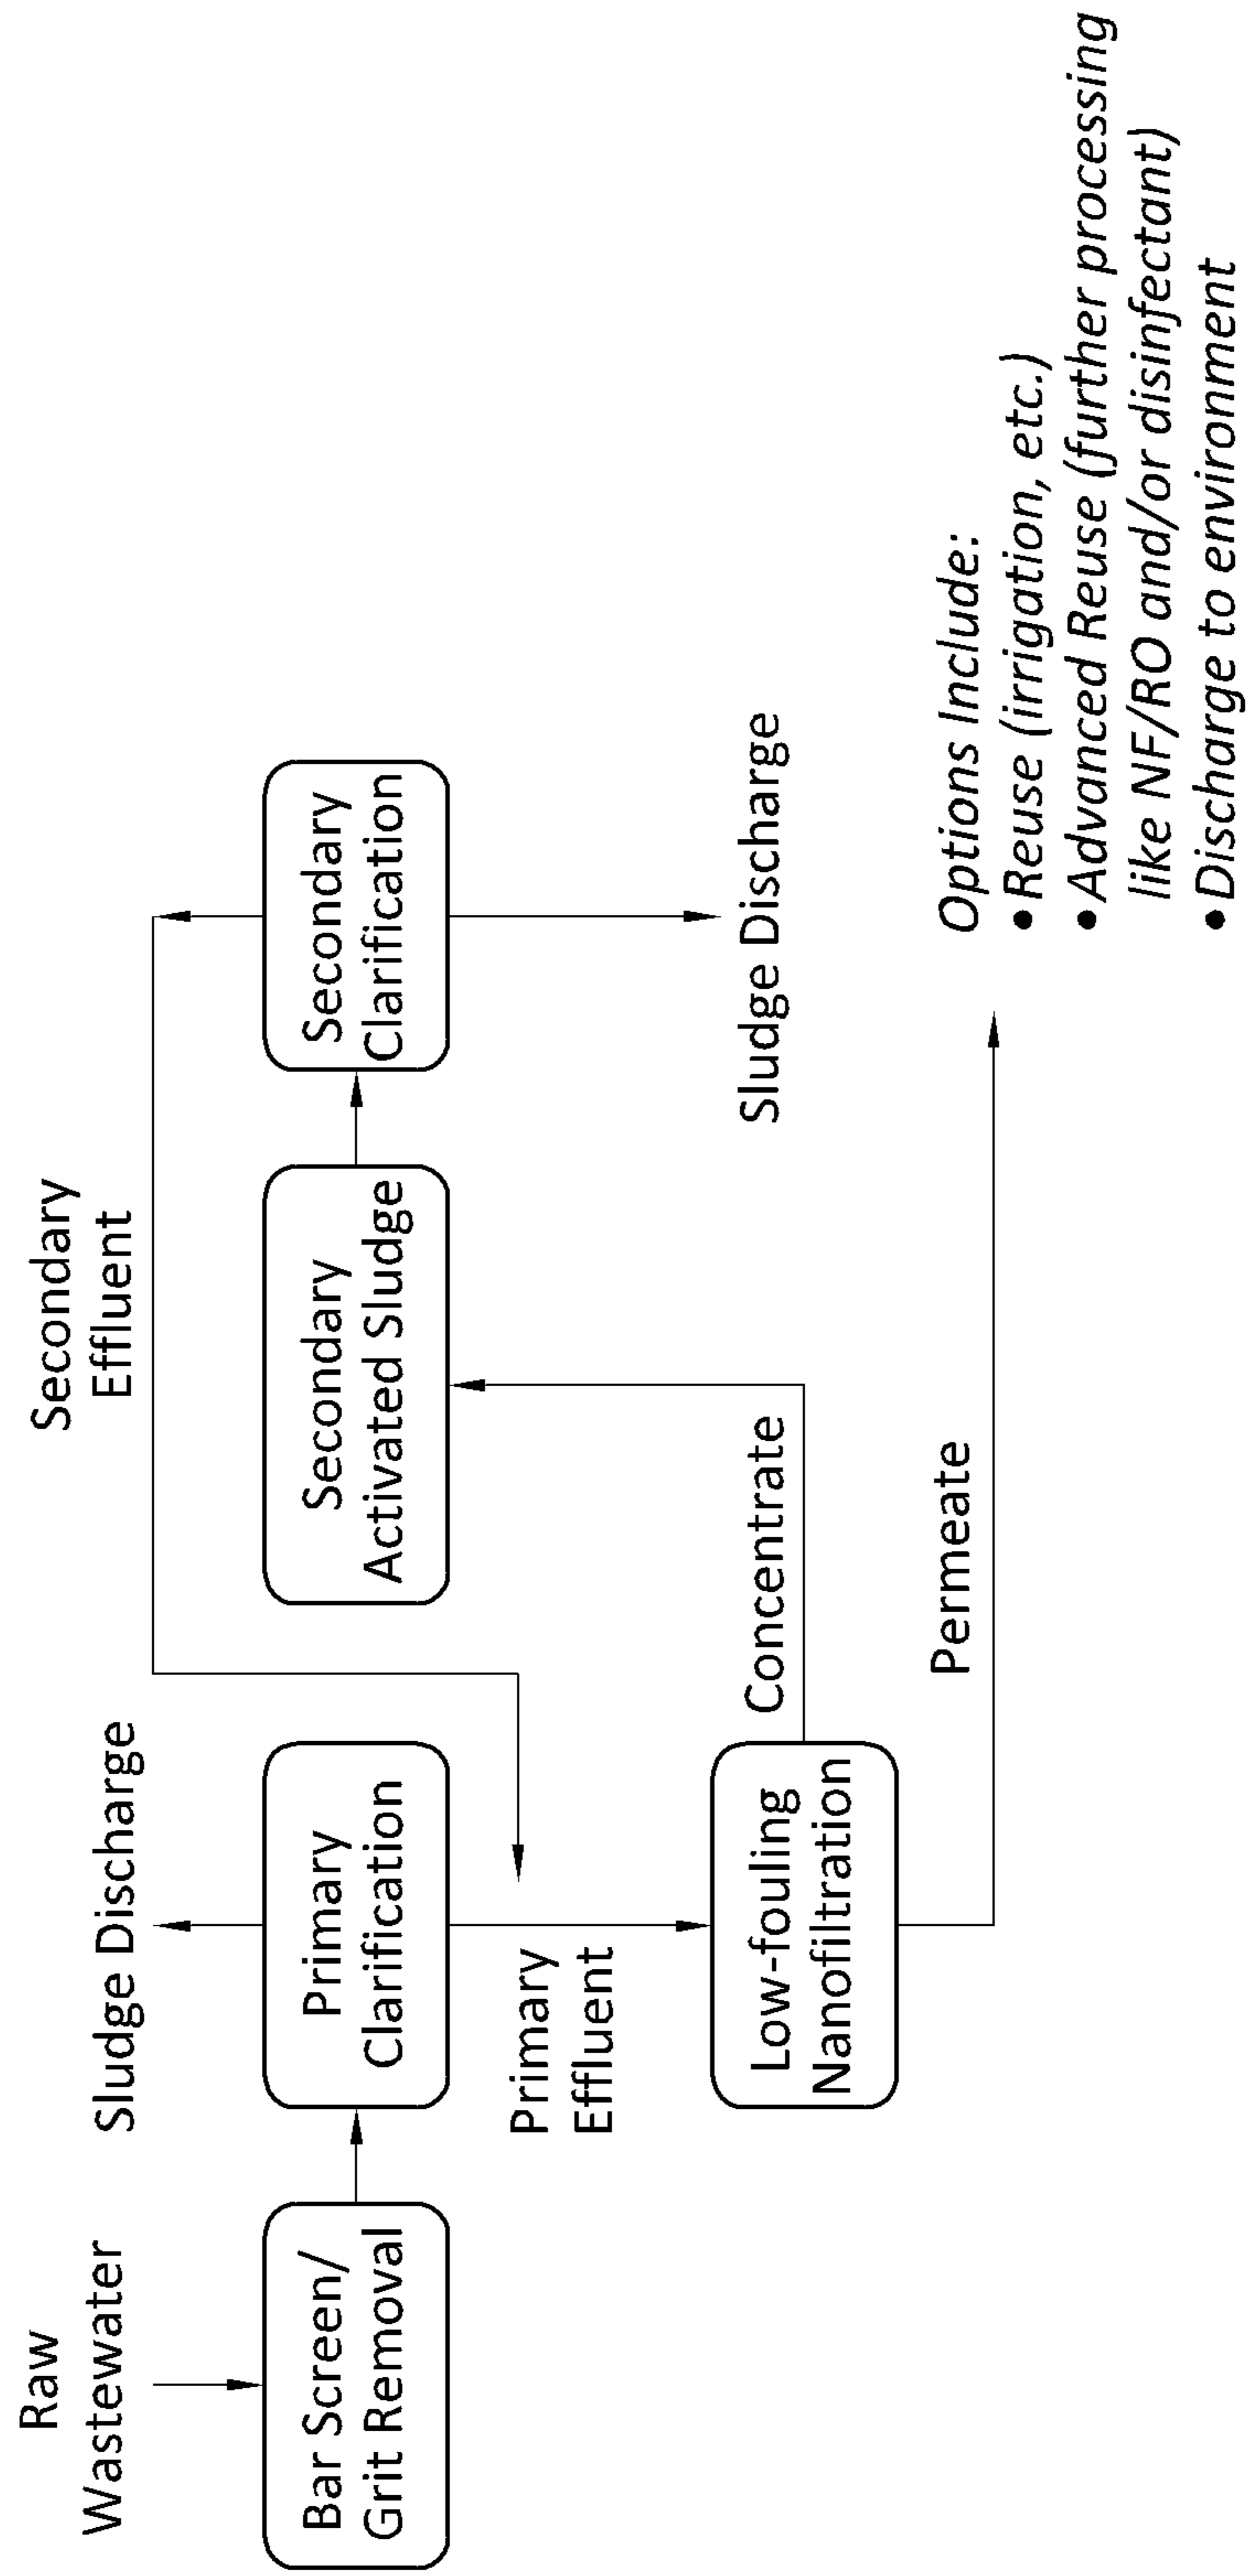 Raw
Wastewater
Bar Screen/
Grit Removal
Sludge Discharge
Primary
Clarification
Primary
Effluent
Low-fouling
Nanofiltration
Concentrate
Permeate
Secondary
Effluent
Secondary
Activated Sludge
Secondary
Clarification
Sludge Discharge
Options Include:
•Reuse (irrigation, etc.)
•Advanced Reuse (further processing
like NF/RO and/or disinfectant)
•Discharge to environment